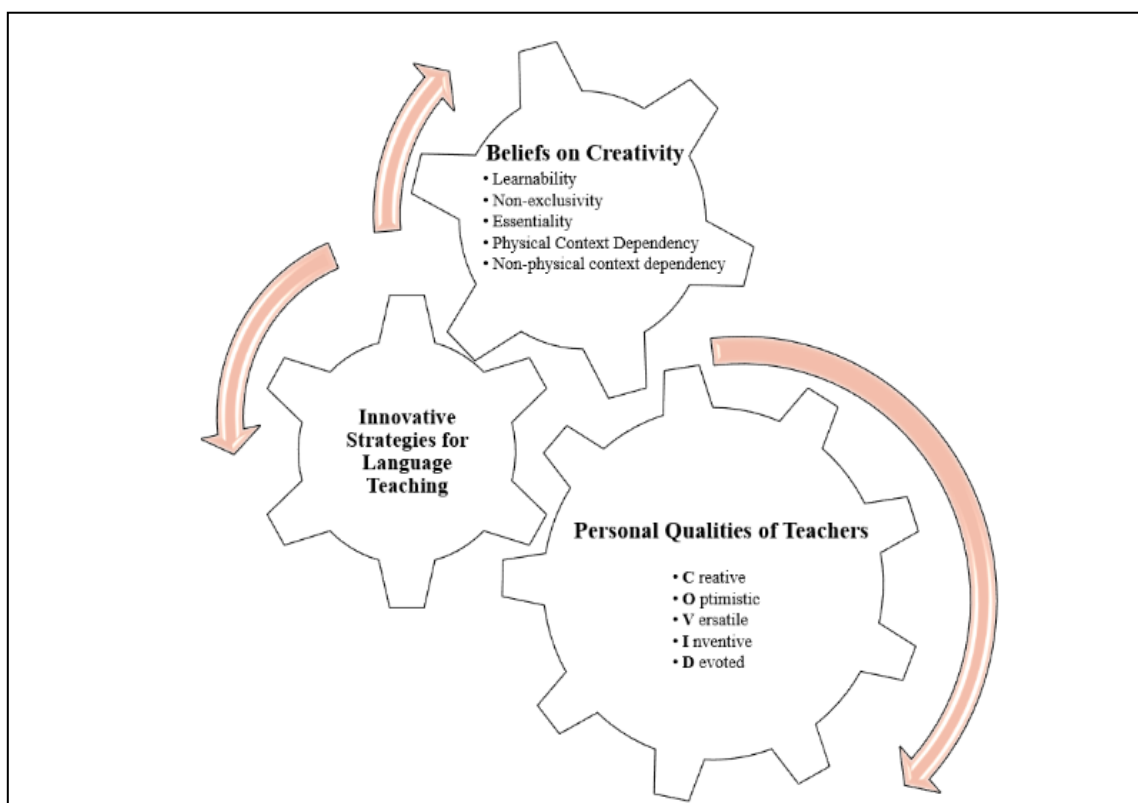 Beliefs on Creativity
• Learnability
• Non-exclusivity
• Essentiality
• Physical Context Dependency
• Non-physical context dependency
Innovative
Strategies for
Language
Teaching
Personal Qualities of Teachers
• C reative
• O ptimistic
• V ersatile
• I nventive
• D evoted